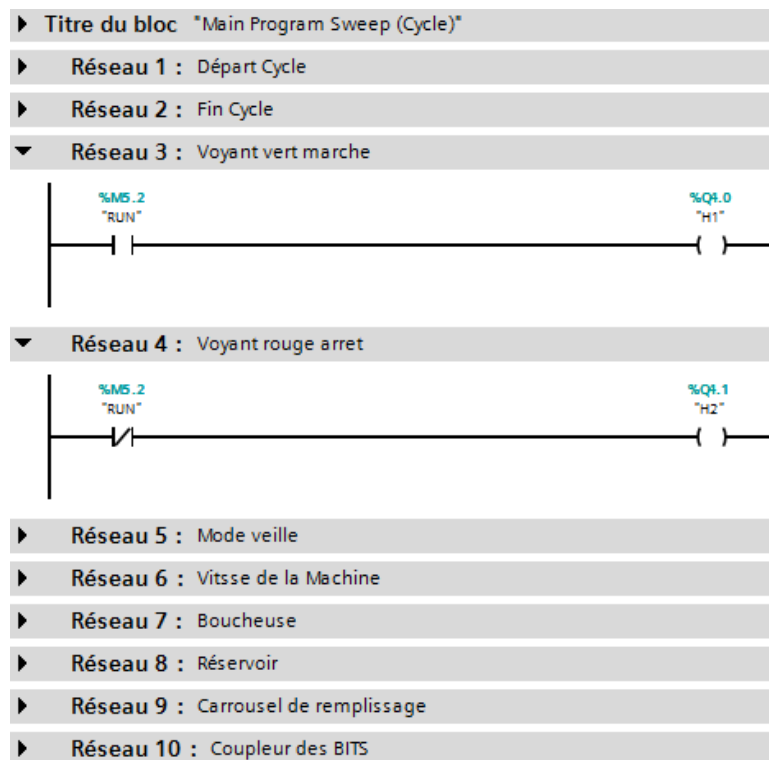 Titre du bloc "Main Program Sweep (Cycle)"
Réseau 1 : Départ Cycle
Réseau 2 : Fin Cycle
Réseau 3 : Voyant vert marche
%M5.2 %Q4.0
"RUN" "H1"
Réseau 4 : Voyant rouge arret
%M5.2 %Q4.1
"RUN" "H2"
Réseau 5 : Mode veille
Réseau 6 : Vitsse de la Machine
Réseau 7 : Boucheuse
Réseau 8 : Réservoir
Réseau 9 : Carrousel de remplissage
Réseau 10 : Coupleur des BITS